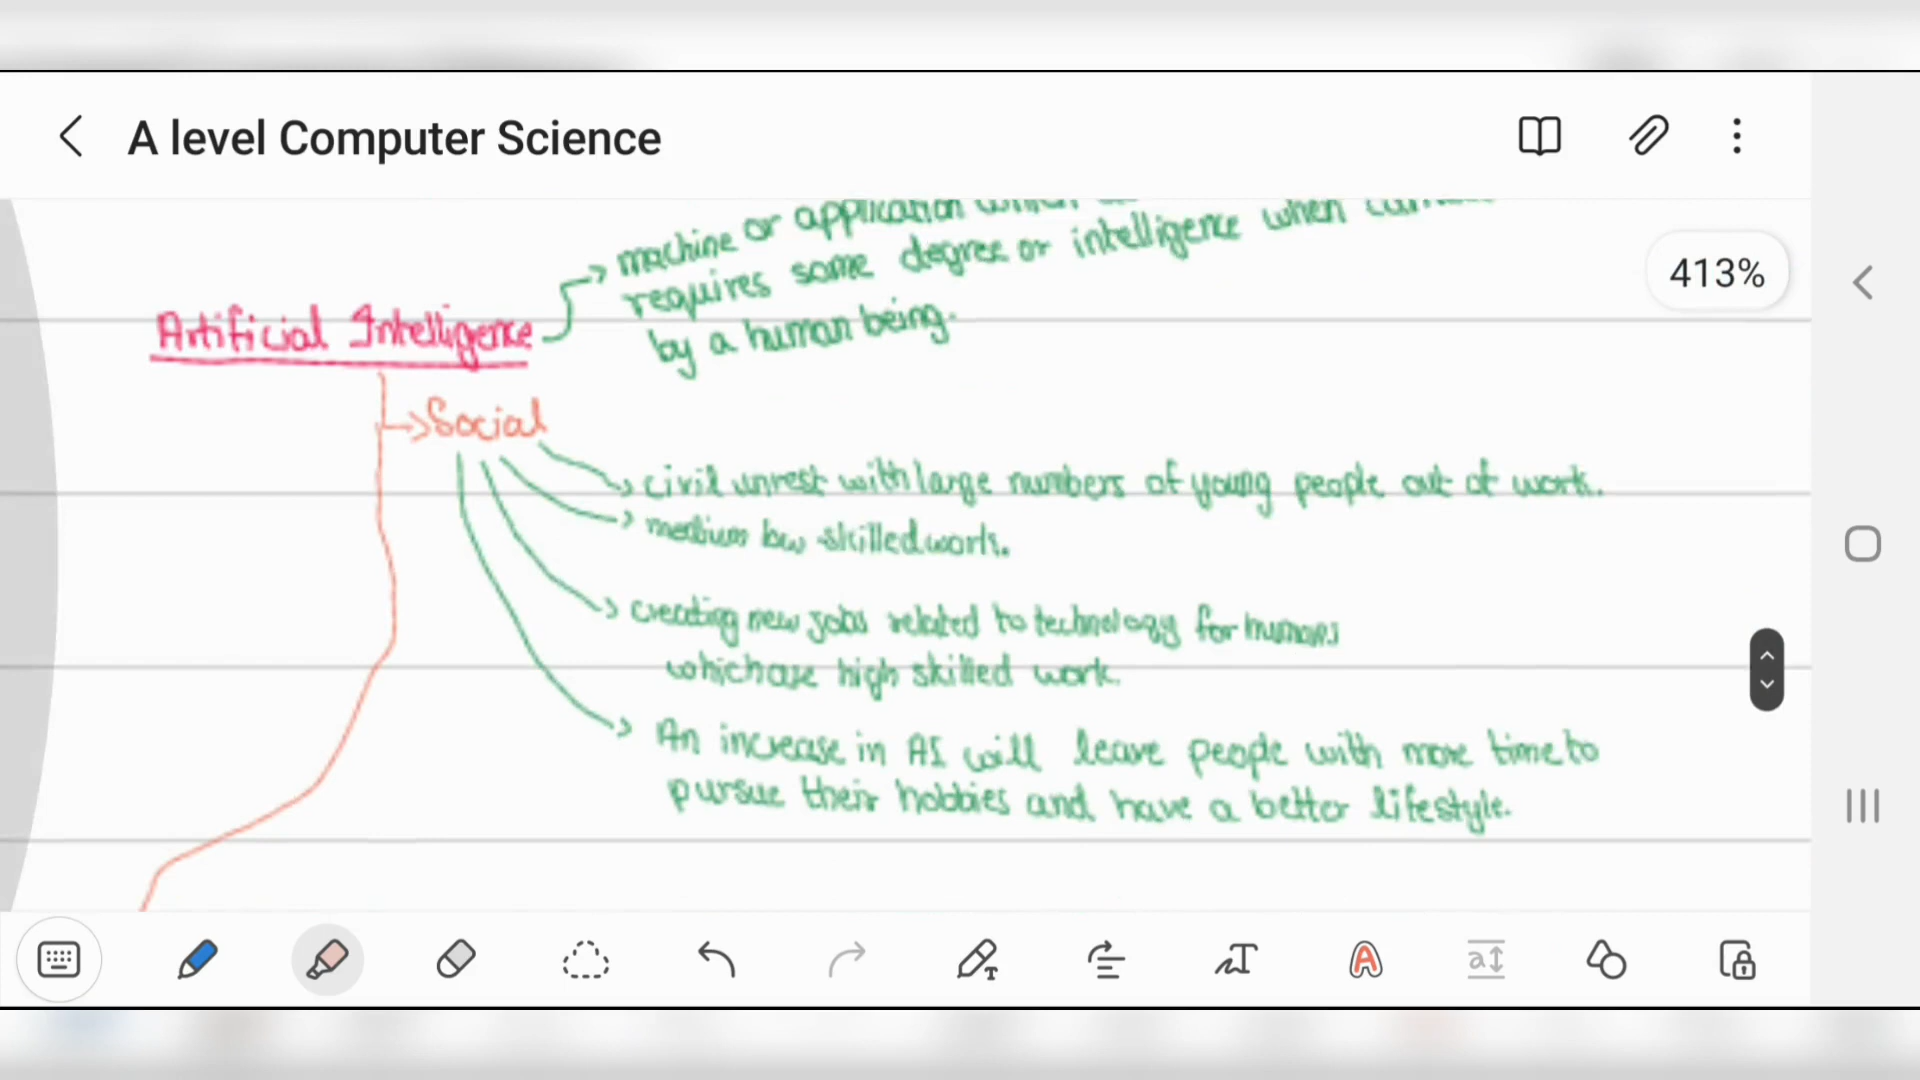 A level Computer Science
413%
machine or application which
requires some degree or intelligence when
by a human being.
Artificial Intelligence
Social
civil unrest with large numbers of young people out of work.
medium low skilled work.
creating new jobs related to technology for humans
which are high skilled work.
An increase in AI will leave people with more time to
pursue their hobbies and have a better lifestyle.